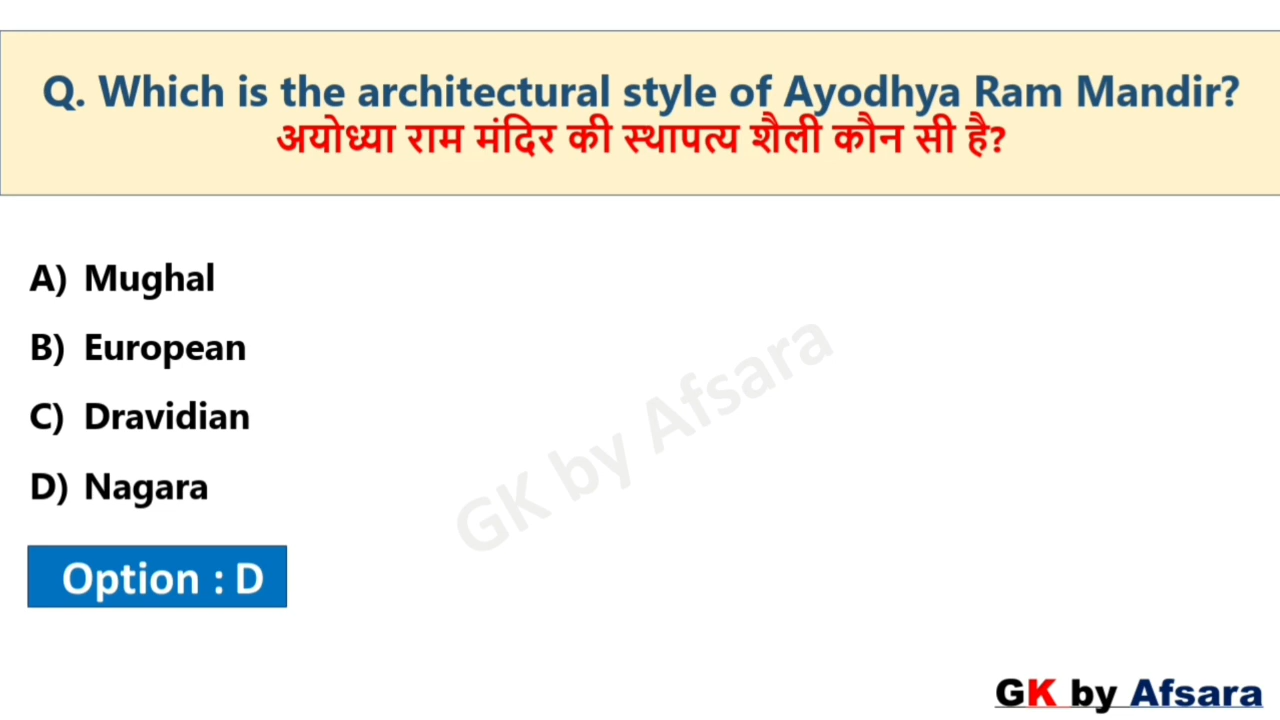 Q. Which is the architectural style of Ayodhya Ram Mandir?
अयोध्या राम मंदिर की स्थापत्य शैली कौन सी है?
A) Mughal
B) European
C) Dravidian
D) Nagara
GK by Afsara
Option : D
GK by Afsara